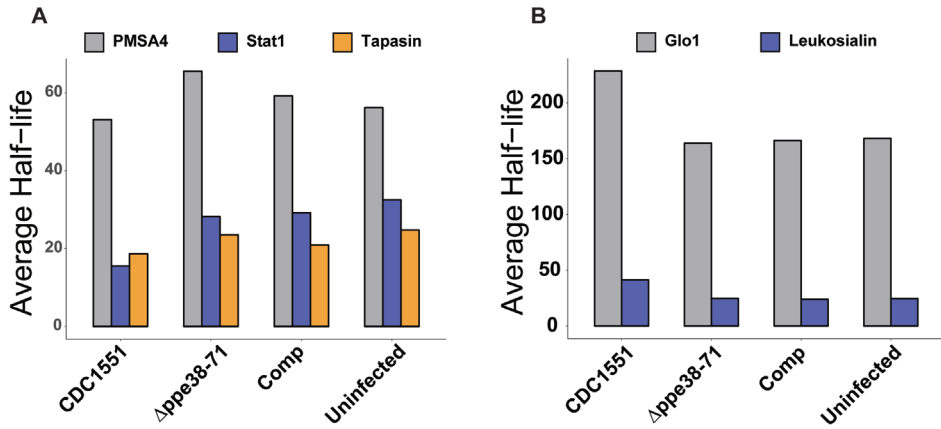 A
PMSA4 Stat1 Tapasin
Average Half-life
60
40
20
0
CDC1551 Δppe38-71 Comp Uninfected
B
Glo1 Leukosialin
Average Half-life
200
150
100
50
0
CDC1551 Δppe38-71 Comp Uninfected